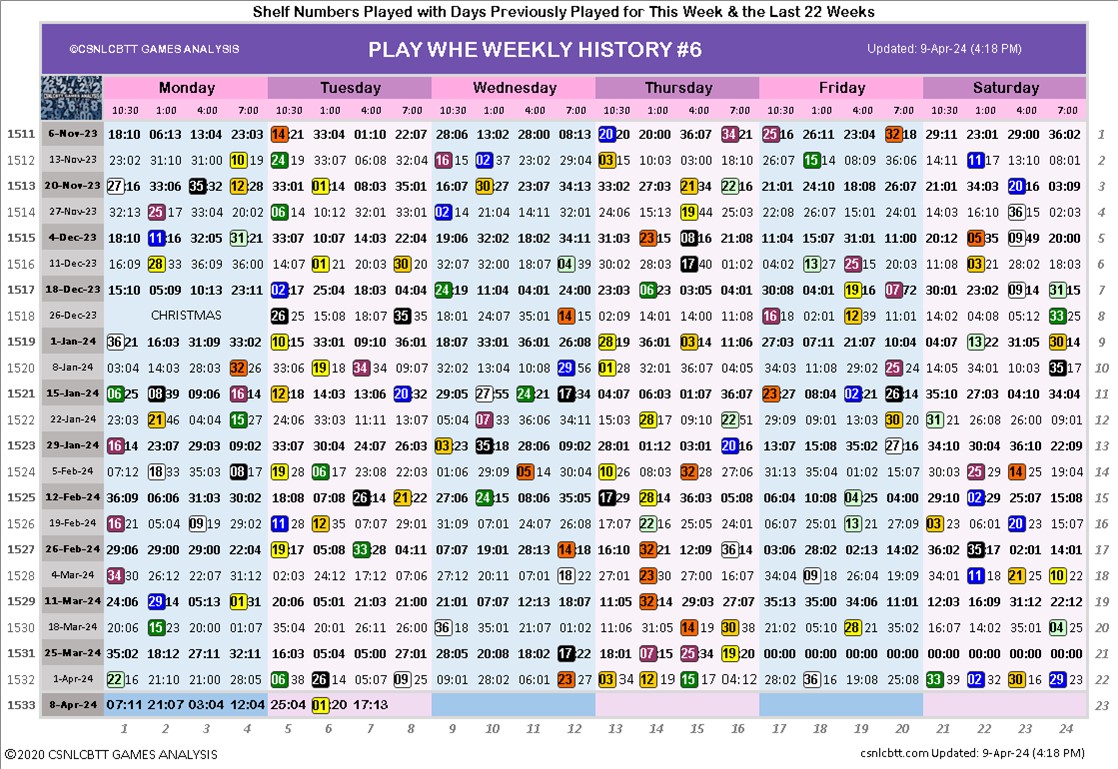 Shelf Numbers Played with Days Previously Played for This Week & the Last 22 Weeks
©CSNLCBTT GAMES ANALYSIS PLAY WHE WEEKLY HISTORY #6 Updated: 9-Apr-24 (4:18 PM)
Monday Tuesday Wednesday Thursday Friday Saturday
10:30 1:00 4:00 7:00 10:30 1:00 4:00 7:00 10:30 1:00 4:00 7:00 10:30 1:00 4:00 7:00 10:30 1:00 4:00 7:00 10:30 1:00 4:00 7:00
1511 6-Nov-23 18:10 06:13 13:04 23:03 14:21 33:04 01:10 22:07 28:06 13:02 28:00 08:13 20:20 20:00 36:07 34:21 25:16 26:11 23:04 32:18 29:11 23:01 29:00 36:02 1
1512 13-Nov-23 23:02 31:10 31:00 10:19 24:19 33:07 06:08 32:04 16:15 02:37 23:02 29:04 03:15 10:03 03:00 18:10 26:07 15:14 08:09 36:06 14:11 11:17 13:10 08:01 2
1513 20-Nov-23 27:16 33:06 35:32 12:28 33:01 01:14 08:03 35:01 16:07 30:27 23:07 34:13 33:02 27:03 21:34 22:16 21:01 24:10 18:08 26:07 21:01 34:03 20:16 03:09 3
1514 27-Nov-23 32:13 25:17 33:04 20:02 06:14 10:12 32:01 33:01 02:14 21:04 14:11 32:01 24:06 15:13 19:44 25:03 22:08 26:07 15:01 24:01 14:03 16:10 36:15 02:03 4
1515 4-Dec-23 18:10 11:16 32:05 31:21 33:07 10:07 14:03 22:04 19:06 32:02 18:02 34:11 31:03 23:15 08:16 21:08 11:04 15:07 31:01 11:00 20:12 05:35 09:49 20:00 5
1516 11-Dec-23 16:09 28:33 36:09 36:00 14:07 01:21 20:03 30:20 32:07 32:00 18:07 04:39 30:02 28:03 17:40 01:02 04:02 13:27 25:15 20:03 11:08 03:21 28:02 18:03 6
1517 18-Dec-23 15:10 05:09 10:13 23:11 02:17 25:04 18:03 04:04 24:19 11:04 04:01 24:00 23:03 06:23 03:05 04:01 30:08 04:01 19:16 07:72 30:01 23:02 09:14 31:15 7
1518 26-Dec-23 CHRISTMAS 26:25 15:08 18:07 35:35 18:01 24:07 35:01 14:15 02:09 14:01 14:00 11:08 16:18 01:08 12:39 11:01 14:02 04:08 05:12 33:25 8
1519 1-Jan-24 36:21 16:03 31:09 33:02 10:15 33:01 09:10 36:01 18:07 33:01 36:01 26:08 28:19 36:01 03:14 11:06 27:03 07:11 21:07 10:04 04:07 13:22 31:05 30:14 9
1520 8-Jan-24 03:04 14:03 28:03 32:26 33:06 19:18 34:34 07:09 32:02 13:04 10:08 29:56 01:28 32:01 36:07 04:05 34:03 11:08 29:02 25:24 14:05 34:01 10:03 35:17 10
1521 15-Jan-24 06:25 08:39 09:06 16:14 12:18 14:03 13:06 20:32 29:05 27:55 24:21 17:34 04:07 06:03 01:07 36:07 23:27 08:04 02:21 26:14 35:10 27:03 04:10 34:04 11
1522 22-Jan-24 23:03 21:46 04:04 15:27 24:06 33:03 11:11 13:07 05:04 07:13 36:06 34:11 13:02 28:17 09:10 22:51 29:09 09:01 13:03 30:20 31:21 26:08 26:00 09:01 12
1523 29-Jan-24 16:14 23:07 29:03 09:02 33:07 30:04 24:07 26:03 03:23 35:18 28:06 09:02 28:01 01:12 03:01 20:16 13:07 15:08 35:02 27:16 34:10 30:04 36:10 22:09 13
1524 5-Feb-24 07:12 18:33 35:03 08:17 19:28 06:17 23:08 22:03 01:06 29:09 05:14 30:04 10:26 08:03 32:28 27:06 31:13 35:04 01:02 15:07 30:03 25:29 14:25 19:04 14
1525 12-Feb-24 36:09 06:06 31:03 30:02 18:08 07:08 26:14 21:22 27:06 24:15 08:06 35:05 17:29 28:14 36:03 05:08 06:04 10:08 04:25 04:00 29:10 02:29 25:07 15:08 15
1526 19-Feb-24 16:21 05:04 09:19 29:02 11:28 12:35 07:07 29:01 31:09 07:01 24:07 26:08 17:07 22:16 25:05 24:01 06:07 25:01 13:21 26:07 03:23 06:01 20:23 15:07 16
1527 26-Feb-24 29:06 29:00 29:00 22:04 19:17 05:08 33:28 04:11 07:07 19:01 28:13 14:18 16:10 32:21 12:09 36:14 03:06 28:02 02:13 14:02 36:02 35:17 02:01 14:01 17
1528 4-Mar-24 34:30 26:12 22:07 31:12 02:03 24:12 17:12 07:06 27:12 20:11 07:01 18:22 27:01 23:30 27:00 16:07 34:04 09:18 26:04 19:09 34:01 11:18 21:25 10:22 18
1529 11-Mar-24 24:06 29:14 05:13 01:31 20:06 05:01 21:03 21:00 21:01 07:07 12:13 18:07 11:05 32:14 29:03 27:07 35:13 35:00 34:06 11:01 12:03 16:09 31:12 22:12 19
1530 18-Mar-24 20:06 15:23 20:00 01:07 35:04 20:01 26:11 26:00 36:18 35:01 21:07 01:07 11:06 31:05 14:19 30:38 21:02 05:10 28:21 35:02 16:07 14:02 35:01 04:25 20
1531 25-Mar-24 35:02 18:12 27:11 32:11 16:03 05:04 05:00 05:00 28:05 20:08 18:02 17:22 18:01 07:15 25:34 19:20 00:00 00:00 00:00 00:00 00:00 00:00 00:00 00:00 21
1532 1-Apr-24 22:16 21:10 21:00 28:05 06:38 26:14 05:07 09:25 09:01 28:02 06:01 23:27 03:34 12:19 15:17 04:12 28:02 36:16 19:08 25:08 33:39 02:32 30:16 29:23 22
1533 8-Apr-24 07:11 21:07 03:04 12:04 25:04 01:20 17:13 23
1 2 3 4 5 6 7 8 9 10 11 12 13 14 15 16 17 18 19 20 21 22 23 24
©2020 CSNLCBTT GAMES ANALYSIS csnlcbtt.com Updated: 9-Apr-24 (4:18 PM)